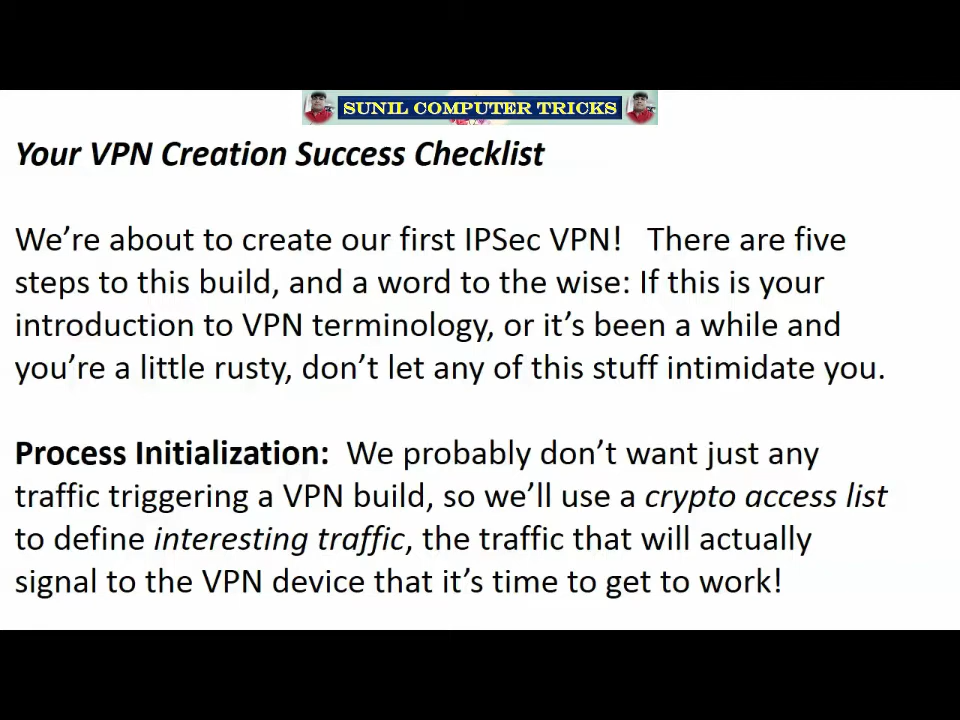 SUNIL COMPUTER TRICKS
Your VPN Creation Success Checklist
We’re about to create our first IPSec VPN!   There are five
steps to this build, and a word to the wise: If this is your
introduction to VPN terminology, or it’s been a while and
you’re a little rusty, don’t let any of this stuff intimidate you.
Process Initialization:  We probably don’t want just any
traffic triggering a VPN build, so we’ll use a crypto access list
to define interesting traffic, the traffic that will actually
signal to the VPN device that it’s time to get to work!